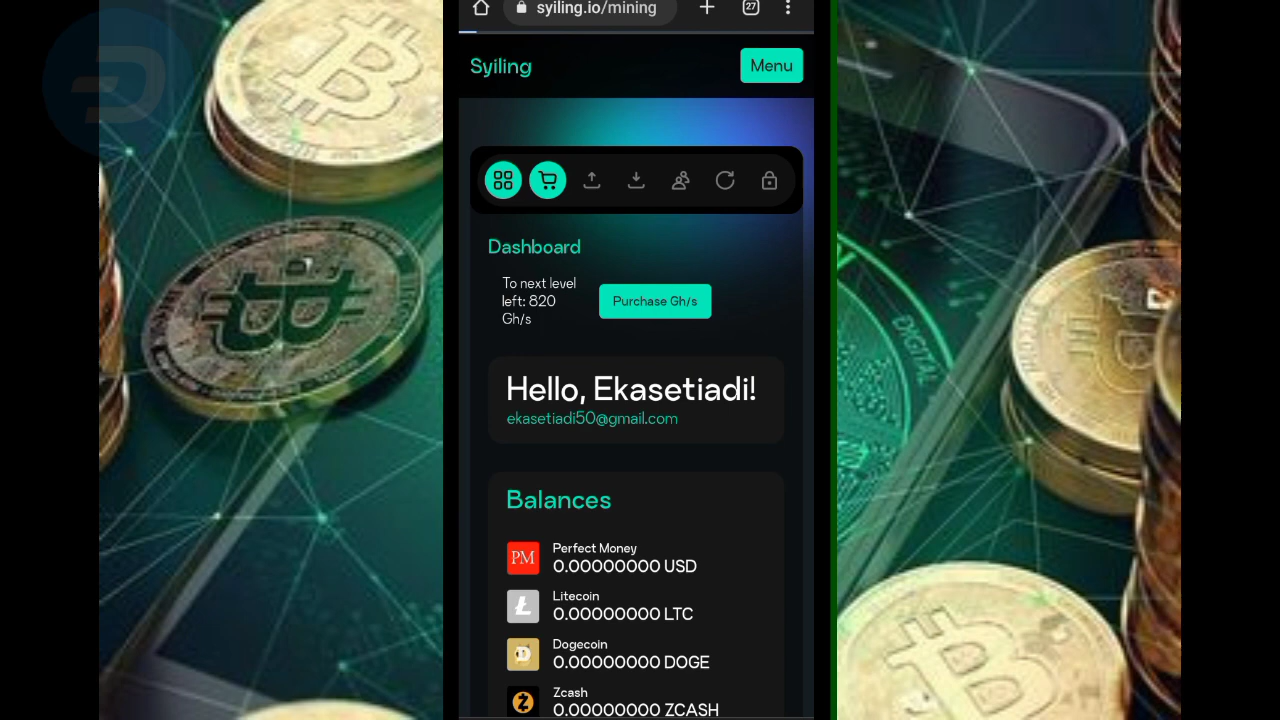 syiling.io/mining
27
Syiling
Menu
Dashboard
To next level
left: 820
Gh/s
Purchase Gh/s
Hello, Ekasetiadi!
ekasetiadi50@gmail.com
Balances
PM
Perfect Money
0.00000000 USD
Litecoin
0.00000000 LTC
Dogecoin
0.00000000 DOGE
Zcash
0.00000000 ZCASH
DIGITAL